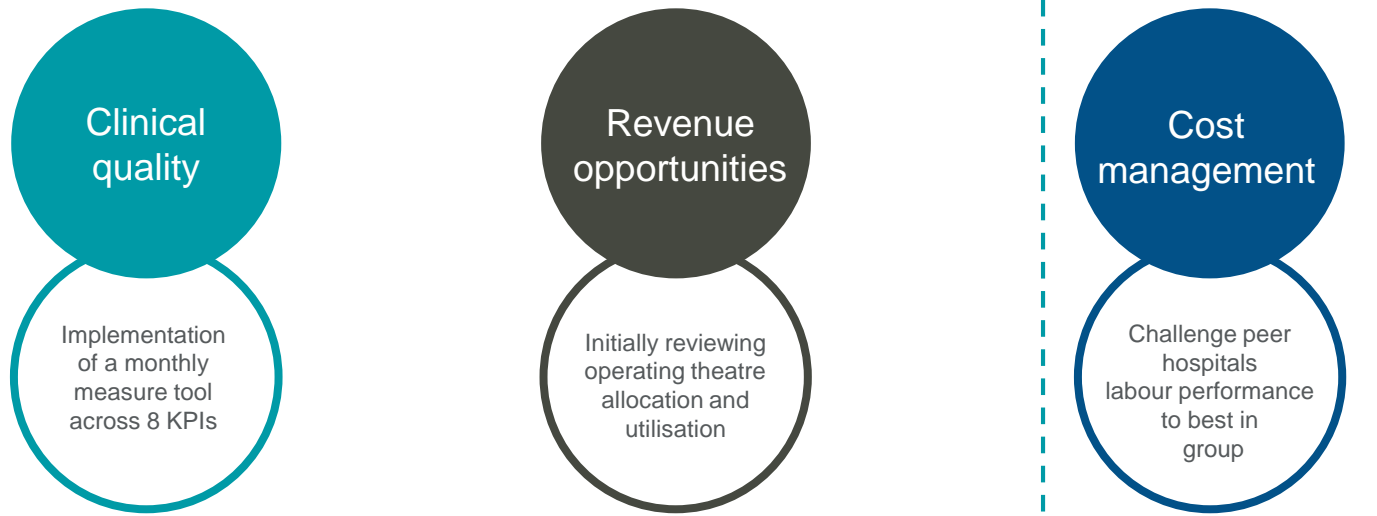 Clinical
quality
Implementation
of a monthly
measure tool
across 8 KPIs
Revenue
opportunities
Initially reviewing
operating theatre
allocation and
utilisation
Cost
management
Challenge peer
hospitals
labour performance
to best in
group